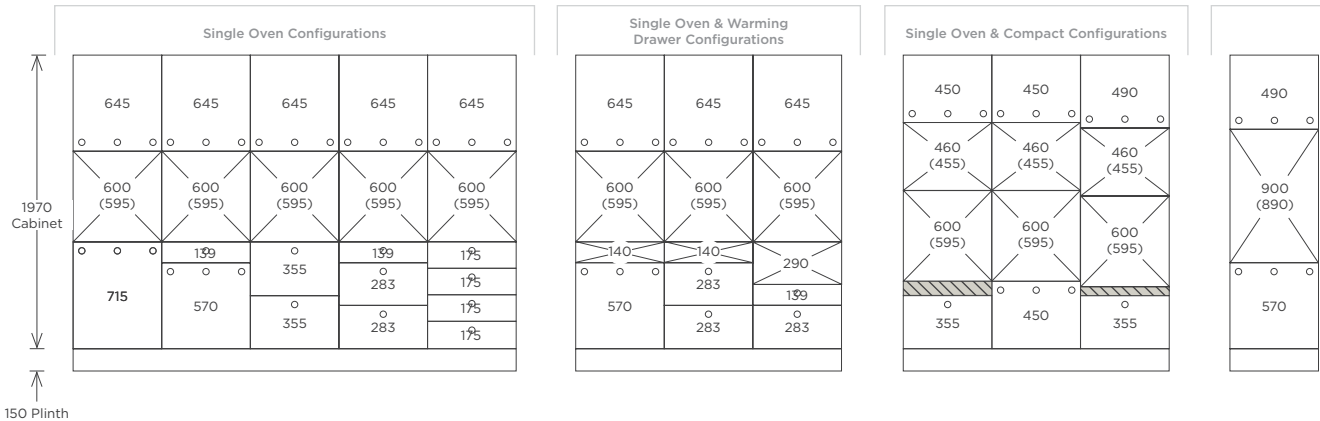 Single Oven Configurations
Single Oven & Warming
Drawer Configurations
Single Oven & Compact Configurations
645 645 645 645 645
645 645 645
450 450 490
490
600 600 600 600 600
(595) (595) (595) (595) (595)
600 600 600
(595) (595) (595)
460 460 460
(455) (455) (455)
600 600 600
(595) (595) (595)
900
(890)
1970
Cabinet
715
139
570
355
355
139
283
283
175
175
175
175
140
570
140
283
283
290
139
283
355
450
355
570
150 Plinth